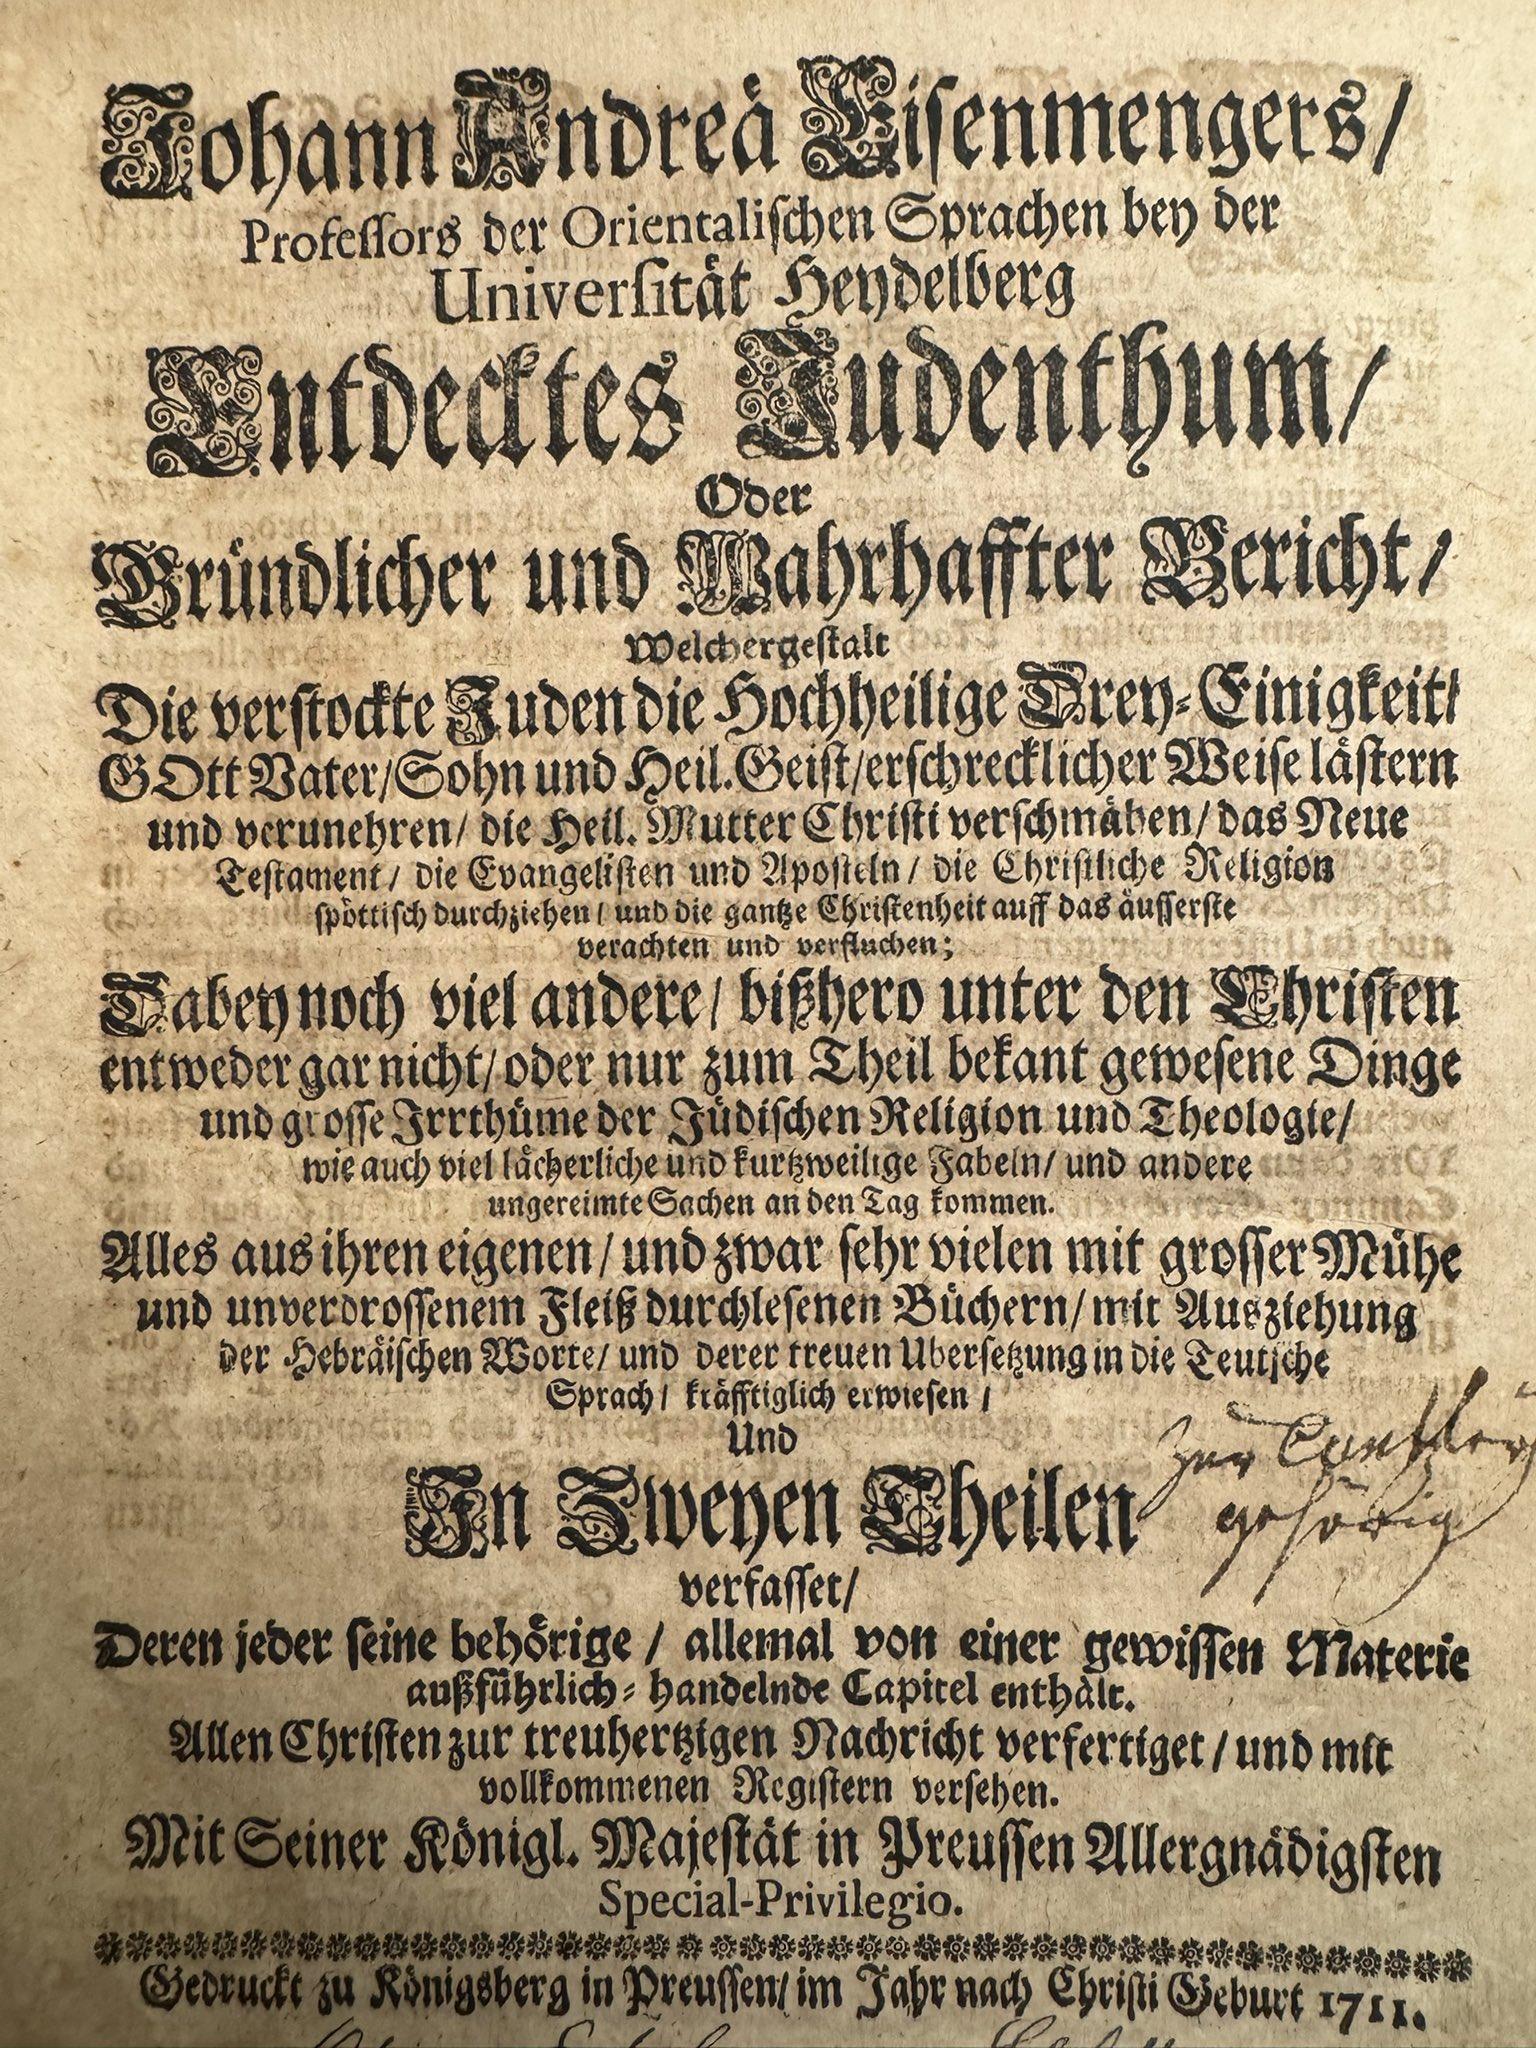 Johann Andreä Eisenmengers/
Professors der Orientalischen Sprachen bey der
Universität Heydelberg
Entdecktes Judenthum/
Oder
Gründlicher und Wahrhaffter Bericht/
Welchergestalt
Die verstockte Juden die Hochheilige Drey-Einigkeit/
GOtt Vater/Sohn und Heil. Geist/erschrecklicher Weise lästern
und verunehren/ die Heil. Mutter Christi verschmähen/ das Neue
Testament/ die Evangelisten und Aposteln/ die Christliche Religion
spöttisch durchziehen/ und die gantze Christenheit auff das äusserste
verachten und verfluchen;
Dabey noch viel andere/ bißhero unter den Christen
entweder gar nicht/ oder nur zum Theil bekant gewesene Dinge
und grosse Irrthüme der Jüdischen Religion und Theologie/
wie auch viel lächerliche und kurtzweilige Fabeln/ und andere
ungereimte Sachen an den Tag kommen.
Alles aus ihren eigenen/ und zwar sehr vielen mit grosser Mühe
und unverdrossenem Fleiß durchlesenen Büchern/ mit Ausziehung
der Hebräischen Worte/ und derer treuen Ubersetzung in die Teutsche
Sprach/ kräfftiglich erwiesen/
Und
In Zweyen Theilen
verfasset/
zur Cantzley
gehörig
Deren jeder seine behörige/ allemal von einer gewissen Materie
außführlich-handelnde Capitel enthält.
Allen Christen zur treuhertzigen Nachricht verfertiget/ und mit
vollkommenen Registern versehen.
Mit Seiner Königl. Majestät in Preussen Allergnädigsten
Special-Privilegio.
Gedruckt zu Königsberg in Preussen/ im Jahr nach Christi Geburt 1711.